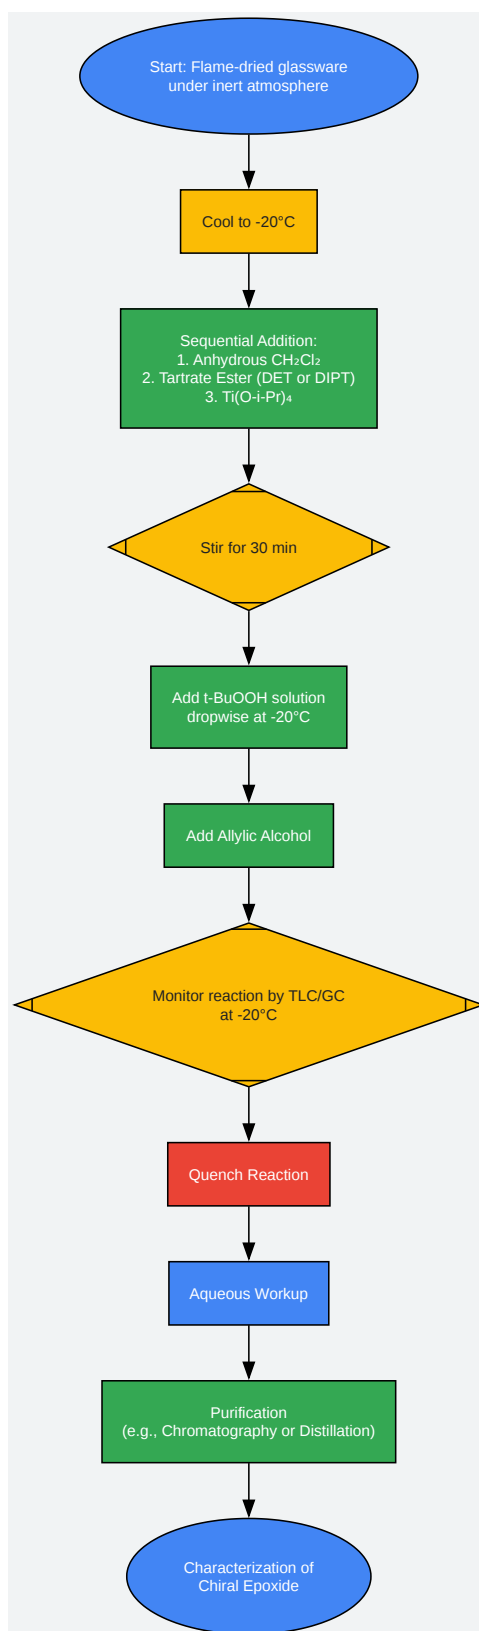 Start: Flame-dried glassware
under inert atmosphere
Cool to -20°C
Sequential Addition:
1. Anhydrous CH₂Cl₂
2. Tartrate Ester (DET or DIPT)
3. Ti(O-i-Pr)₄
Stir for 30 min
Add t-BuOOH solution
dropwise at -20°C
Add Allylic Alcohol
Monitor reaction by TLC/GC
at -20°C
Quench Reaction
Aqueous Workup
Purification
(e.g., Chromatography or Distillation)
Characterization of
Chiral Epoxide